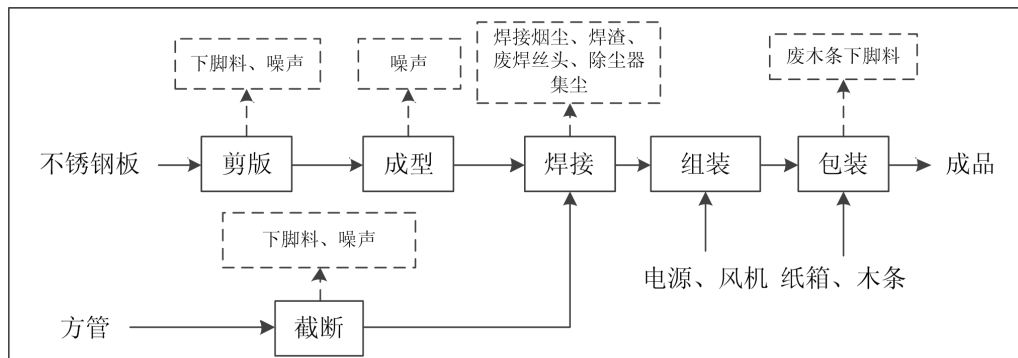 下脚料、噪声
噪声
焊接烟尘、焊渣、
废焊丝头、除尘器
集尘
废木条下脚料
不锈钢板
剪版
成型
焊接
组装
包装
成品
下脚料、噪声
电源、风机
纸箱、木条
方管
截断